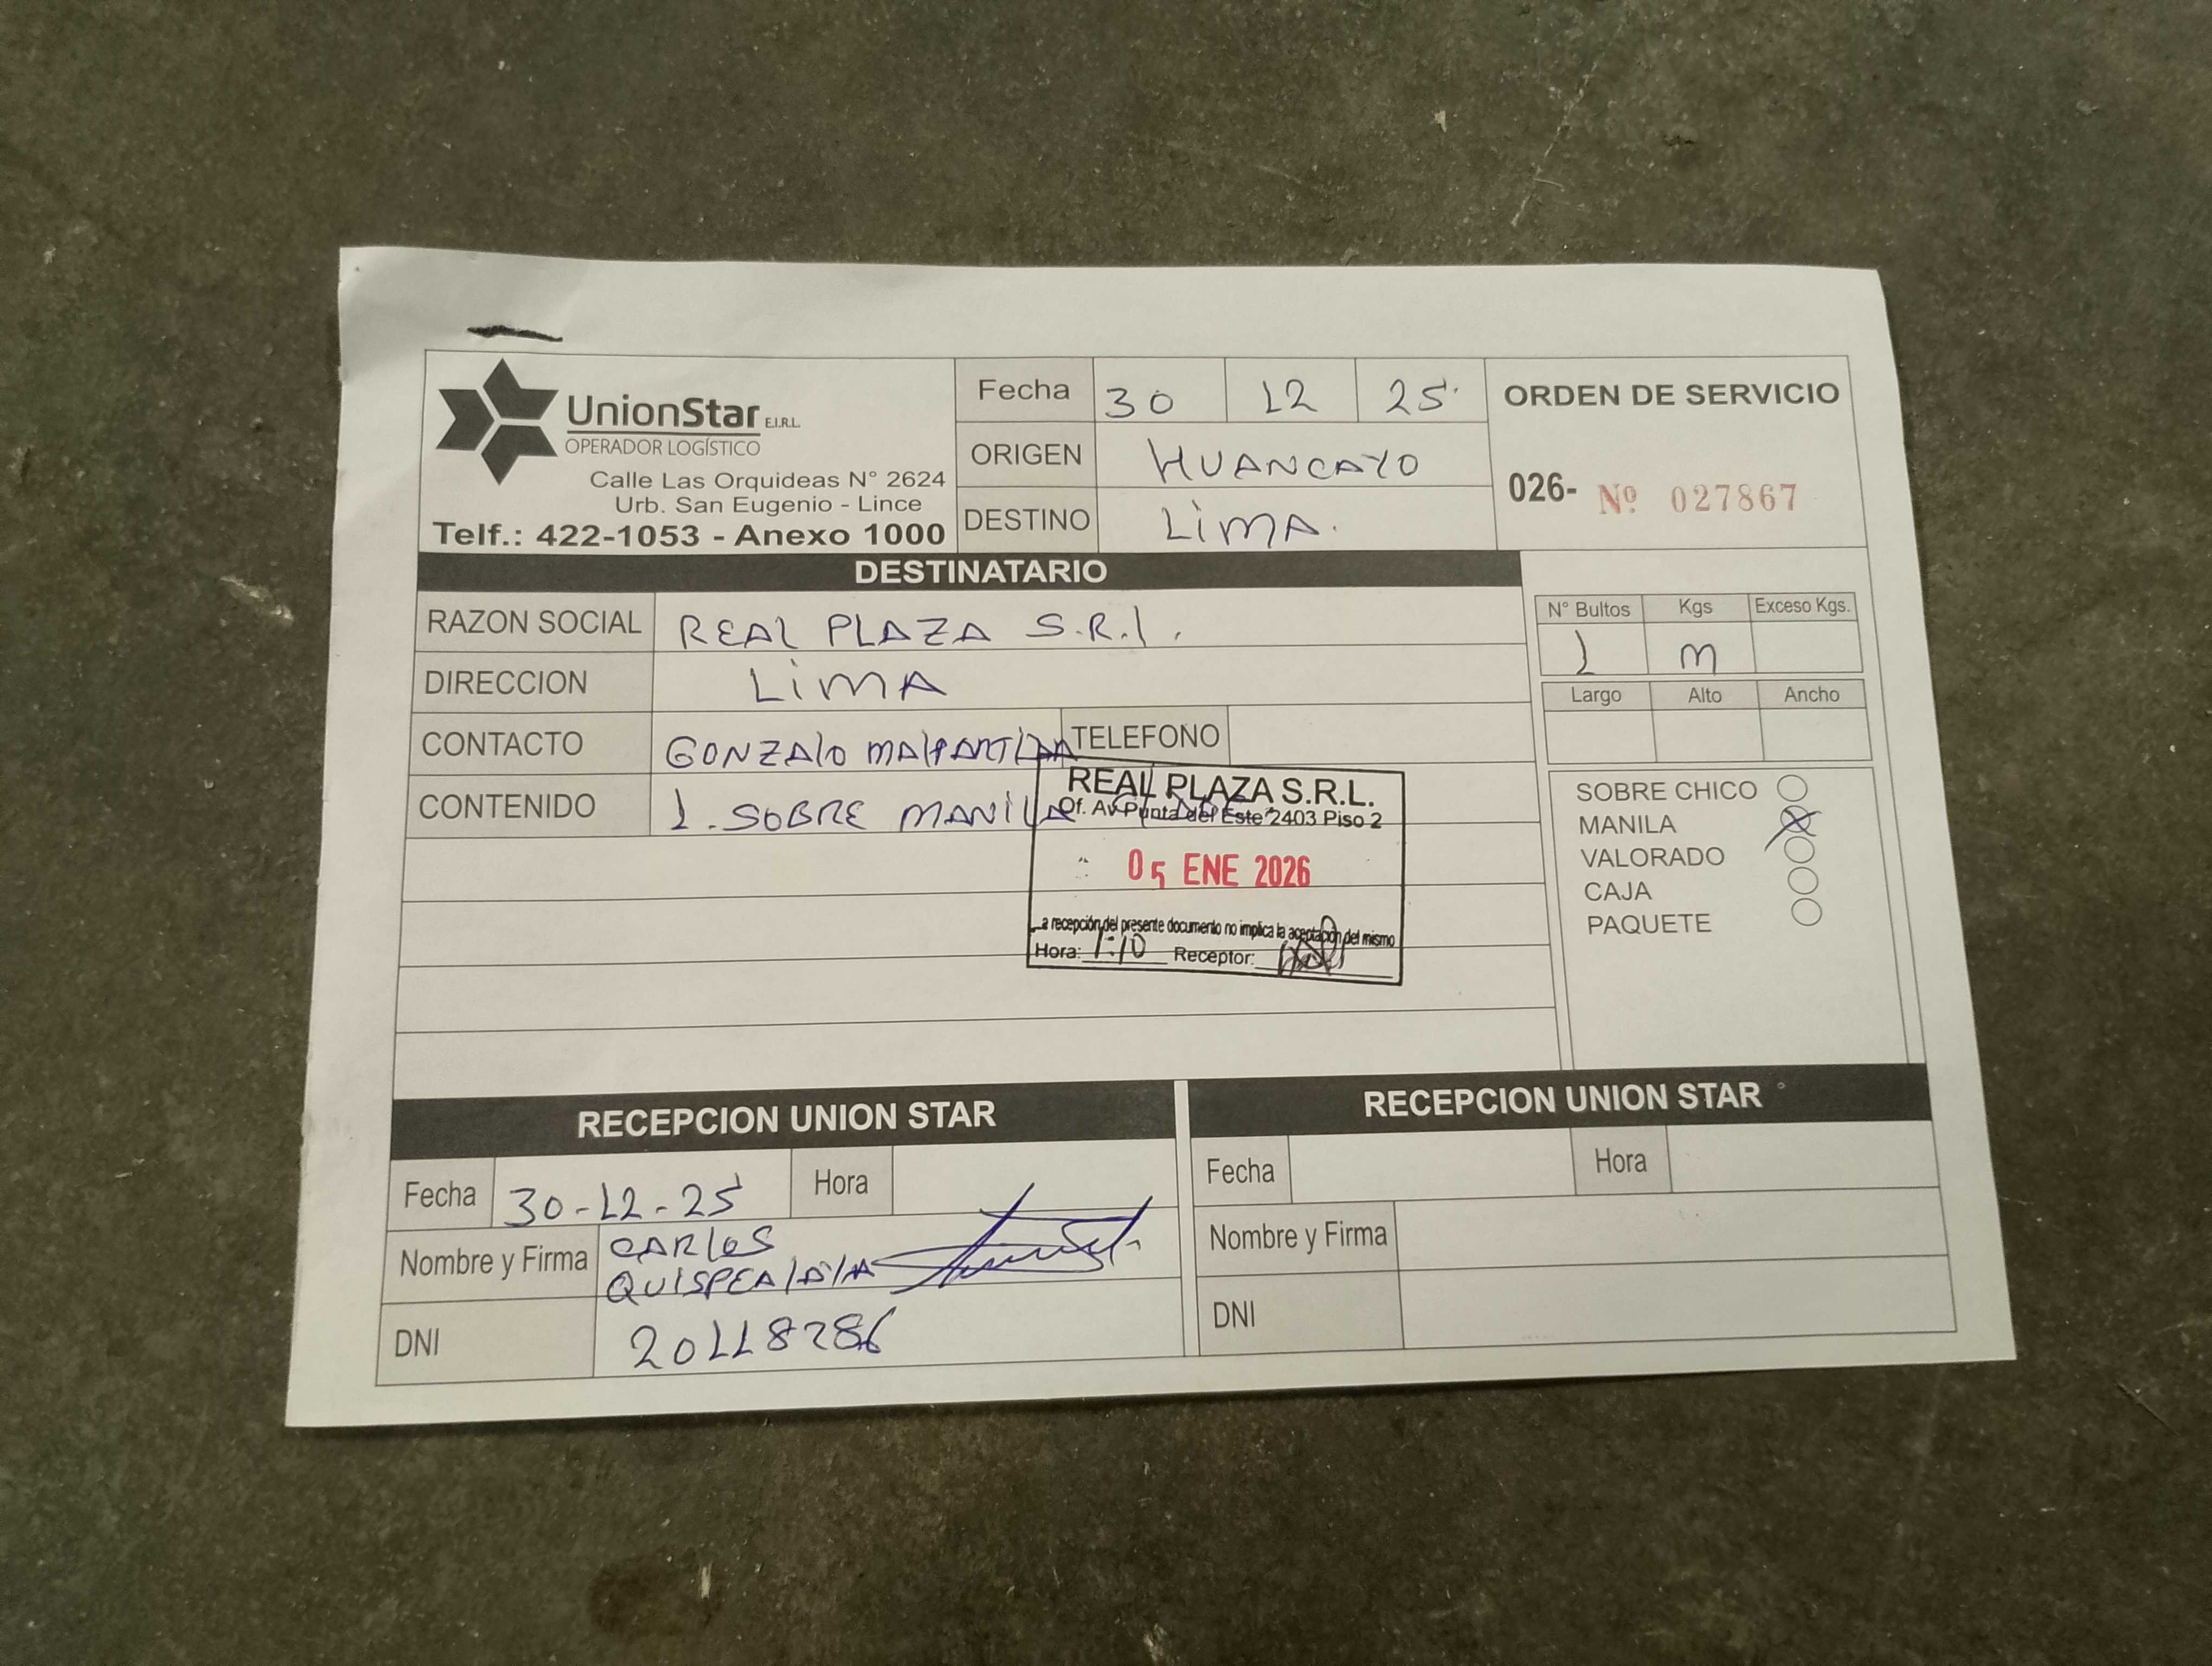 UnionStar E.I.R.L.
OPERADOR LOGÍSTICO
Calle Las Orquideas N° 2624
Urb. San Eugenio - Lince
Telf.: 422-1053 - Anexo 1000
Fecha 30 12 25
ORIGEN HUANCAYO
DESTINO LIMA.
ORDEN DE SERVICIO
026- Nº 027867
DESTINATARIO
RAZON SOCIAL REAL PLAZA S.R.L.
DIRECCION LIMA
CONTACTO GONZALO MALPARTIDA TELEFONO
CONTENIDO 1. SOBRE MANILA
N° Bultos Kgs Exceso Kgs.
1 m
Largo Alto Ancho
SOBRE CHICO
MANILA
VALORADO
CAJA
PAQUETE
REAL PLAZA S.R.L.
Of. Av. Punta del Este 2403 Piso 2
05 ENE 2026
a recepción del presente documento no implica la aceptación del mismo
Hora: 1:10 Receptor:
RECEPCION UNION STAR
Fecha 30-12-25 Hora
Nombre y Firma CARLOS
QUISPEALAYA
DNI 20118286
RECEPCION UNION STAR
Fecha Hora
Nombre y Firma
DNI